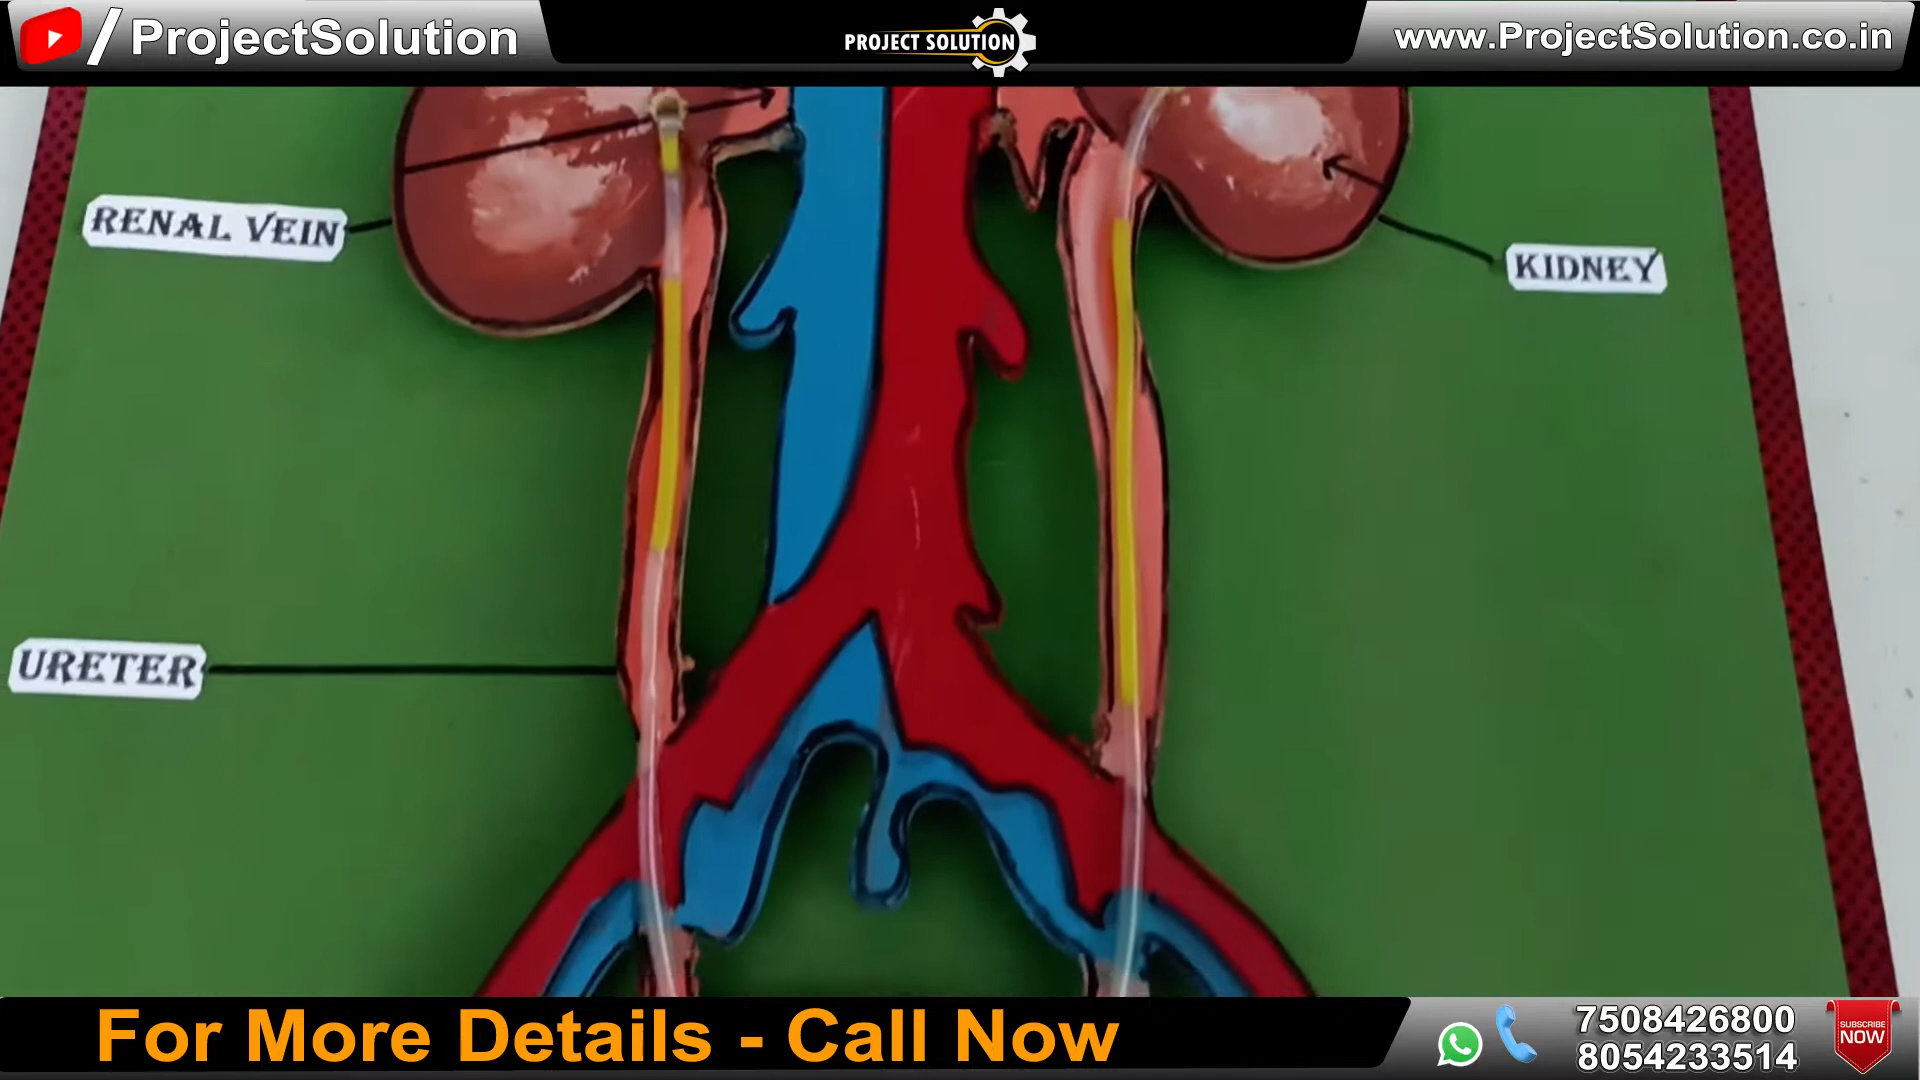 /ProjectSolution
PROJECT SOLUTION
www.ProjectSolution.co.in
RENAL VEIN
KIDNEY
URETER
For More Details - Call Now
7508426800
8054233514
SUBSCRIBE
NOW